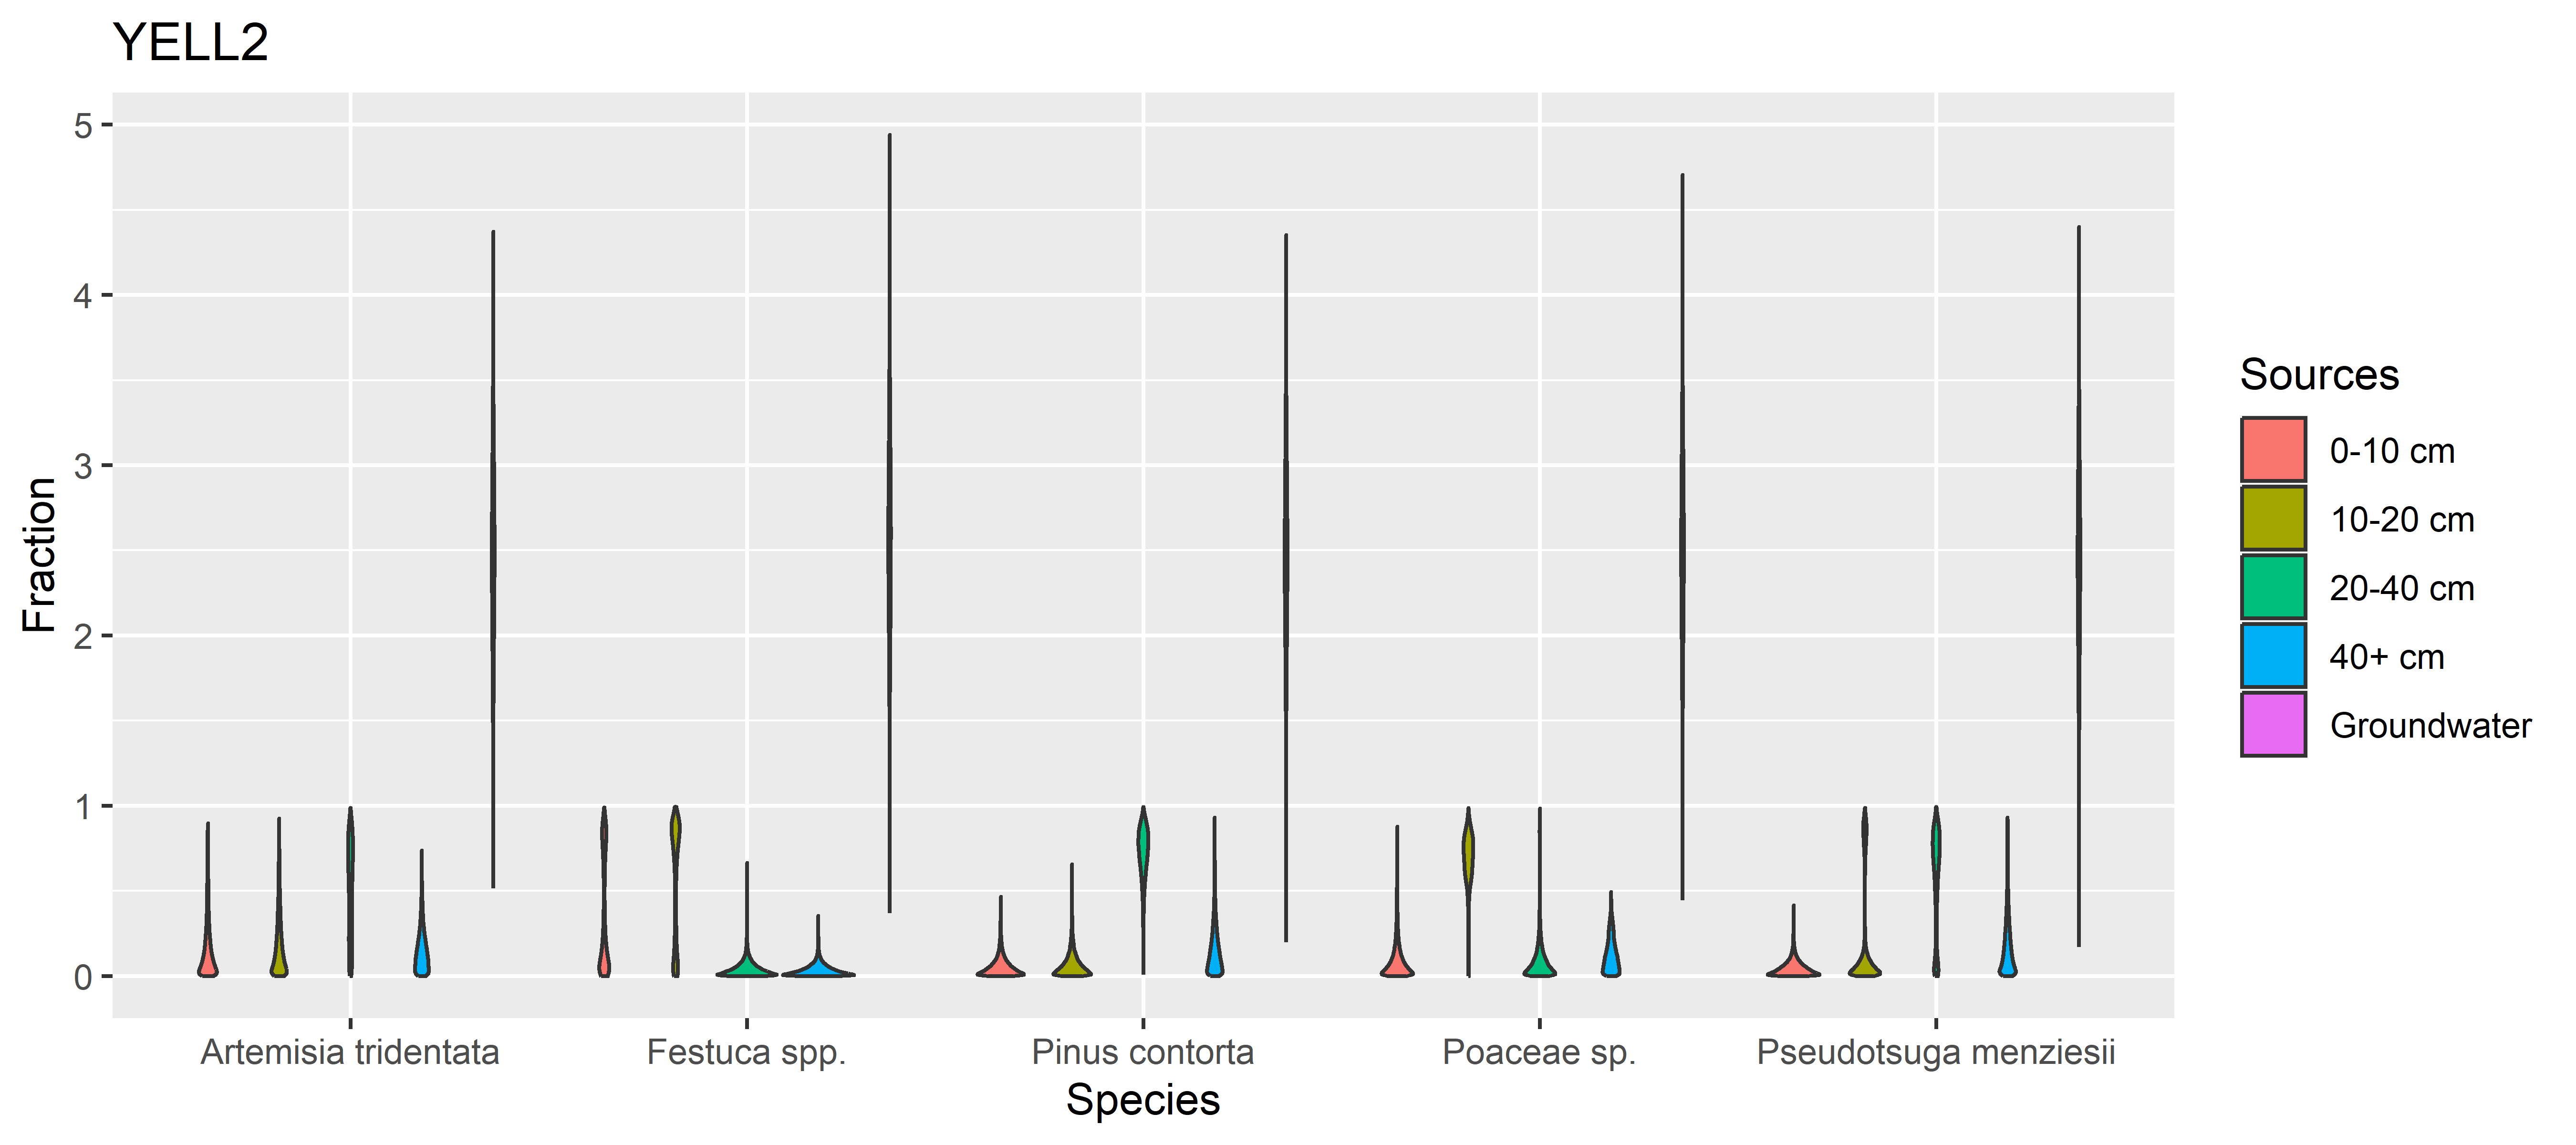 YELL2
5
4
3
2
1
0
Fraction
Artemisia tridentata
Festuca spp.
Pinus contorta
Poaceae sp.
Pseudotsuga menziesii
Species
Sources
0-10 cm
10-20 cm
20-40 cm
40+ cm
Groundwater